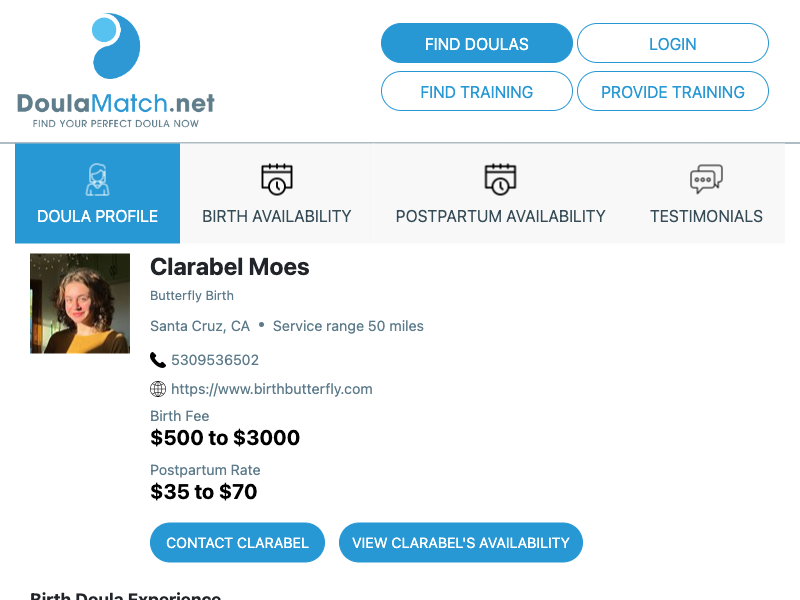 DoulaMatch.net
FIND YOUR PERFECT DOULA NOW
FIND DOULAS
LOGIN
FIND TRAINING
PROVIDE TRAINING
DOULA PROFILE
BIRTH AVAILABILITY
POSTPARTUM AVAILABILITY
TESTIMONIALS
Clarabel Moes
Butterfly Birth
Santa Cruz, CA • Service range 50 miles
5309536502
https://www.birthbutterfly.com
Birth Fee
$500 to $3000
Postpartum Rate
$35 to $70
CONTACT CLARABEL
VIEW CLARABEL'S AVAILABILITY
Birth Doula Experience